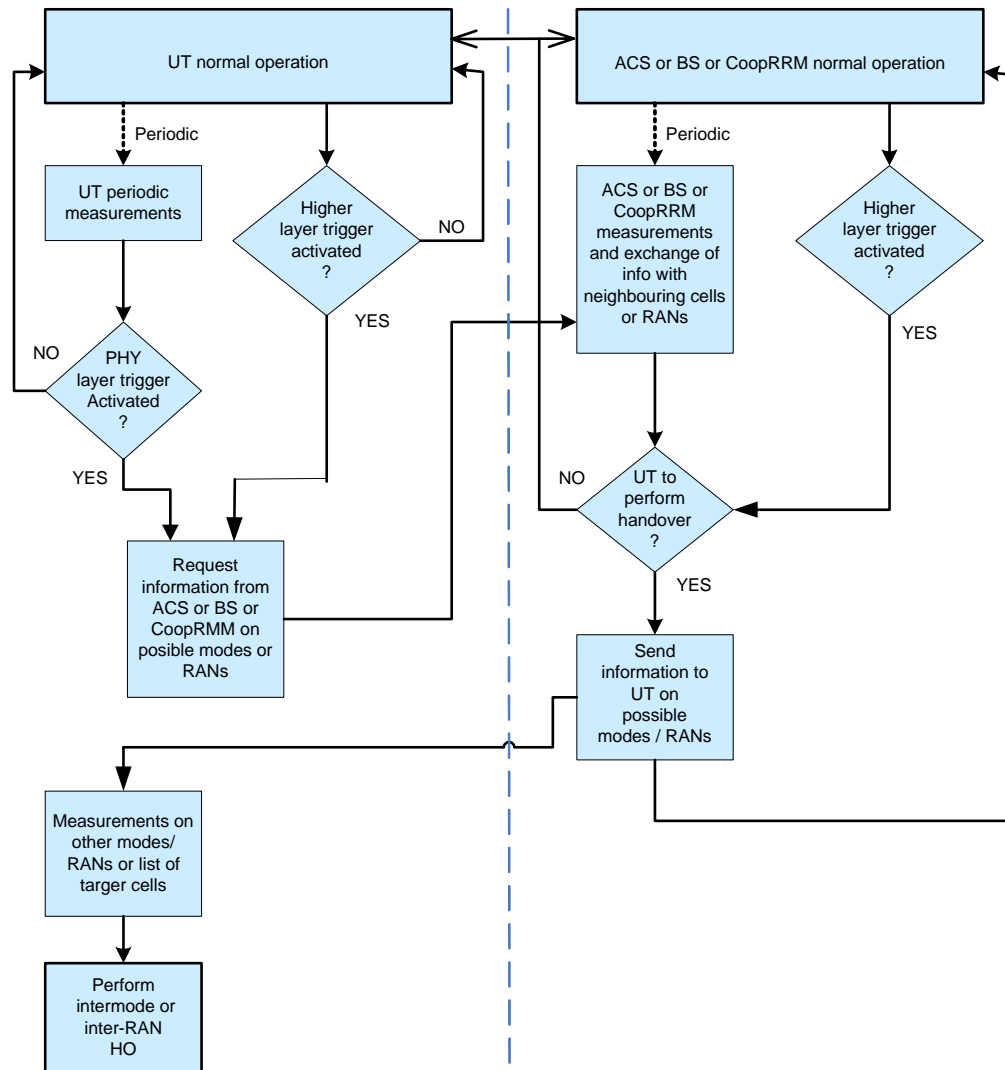 UT normal operation
ACS or BS or CoopRRM normal operation
Periodic
Periodic
UT periodic
measurements
Higher
layer trigger
activated
?
NO
ACS or BS or
CoopRRM
measurements
and exchange of
info with
neighbouring cells
or RANs
Higher
layer trigger
activated
?
YES
YES
NO
PHY
layer trigger
Activated
?
YES
NO
UT to
perform
handover
?
YES
Request
information from
ACS or BS or
CoopRMM on
posible modes or
RANs
Send
information to
UT on
possible
modes / RANs
Measurements on
other modes/
RANs or list of
targer cells
Perform
intermode or
inter-RAN
HO